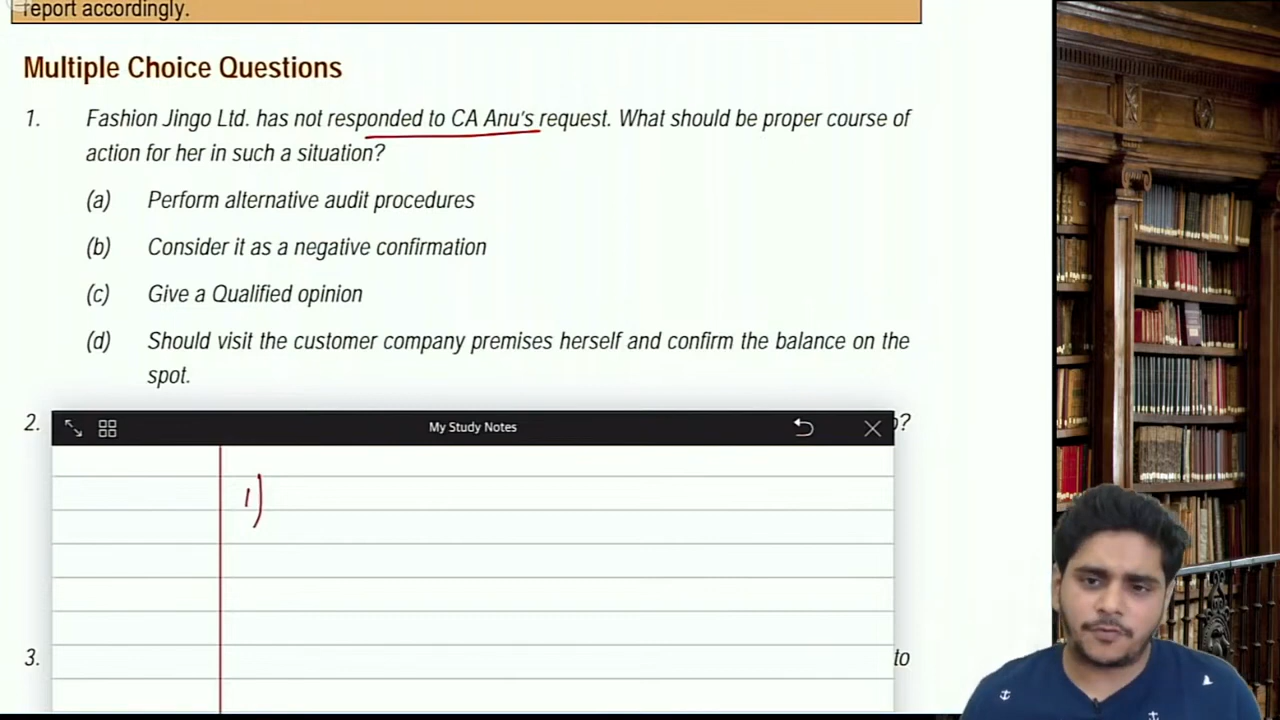 report accordingly.
Multiple Choice Questions
1. Fashion Jingo Ltd. has not responded to CA Anu's request. What should be proper course of
action for her in such a situation?
(a) Perform alternative audit procedures
(b) Consider it as a negative confirmation
(c) Give a Qualified opinion
(d) Should visit the customer company premises herself and confirm the balance on the
spot.
2. ?
My Study Notes
1)
3. to